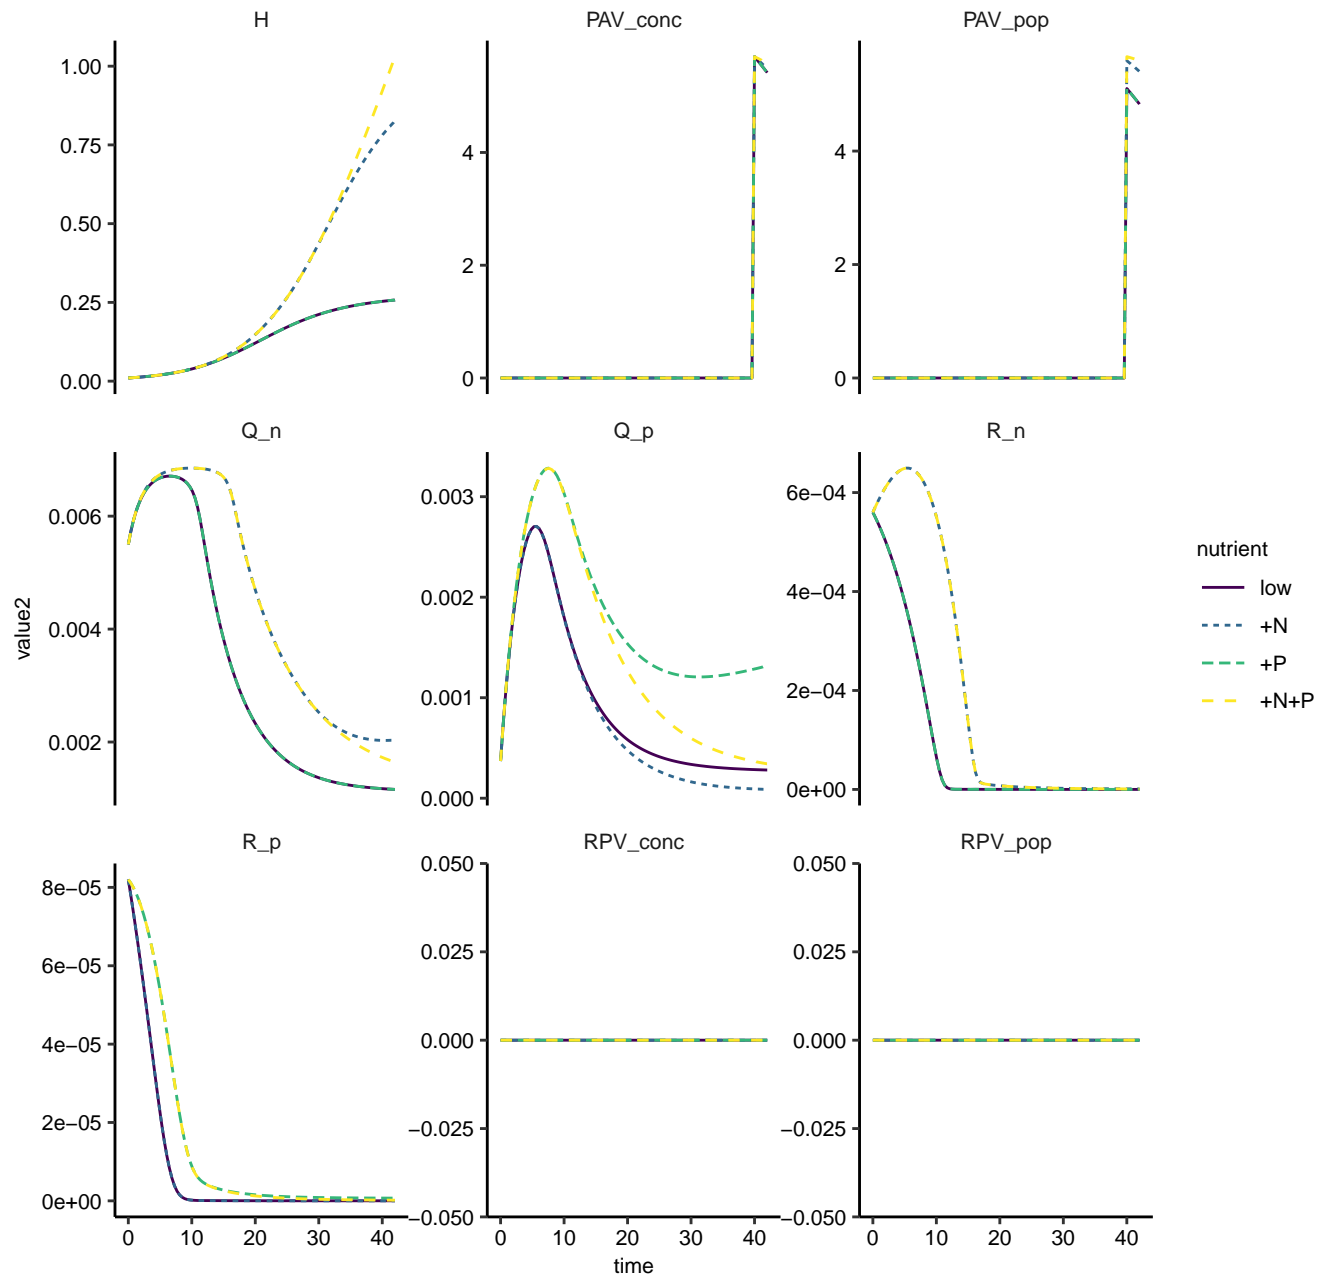 H
PAV_conc
PAV_pop
1.00
0.75
0.50
0.25
0.00
4
2
0
4
2
0
Q_n
Q_p
R_n
0.006
0.004
0.002
0.003
0.002
0.001
0.000
6e−04
4e−04
2e−04
0e+00
R_p
RPV_conc
RPV_pop
8e−05
6e−05
4e−05
2e−05
0e+00
0.050
0.025
0.000
−0.025
−0.050
0.050
0.025
0.000
−0.025
−0.050
0 10 20 30 40
0 10 20 30 40
0 10 20 30 40
time
value2
nutrient
low
+N
+P
+N+P